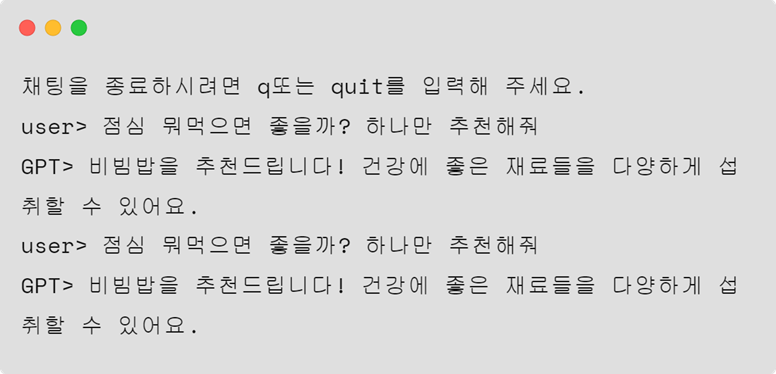 채팅을 종료하시려면 q또는 quit를 입력해 주세요.
user> 점심 뭐먹으면 좋을까? 하나만 추천해줘
GPT> 비빔밥을 추천드립니다! 건강에 좋은 재료들을 다양하게 섭
취할 수 있어요.
user> 점심 뭐먹으면 좋을까? 하나만 추천해줘
GPT> 비빔밥을 추천드립니다! 건강에 좋은 재료들을 다양하게 섭
취할 수 있어요.